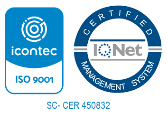 icontec
ISO 9001
CERTIFIED
IQNet
MANAGEMENT SYSTEM
SC- CER 450832